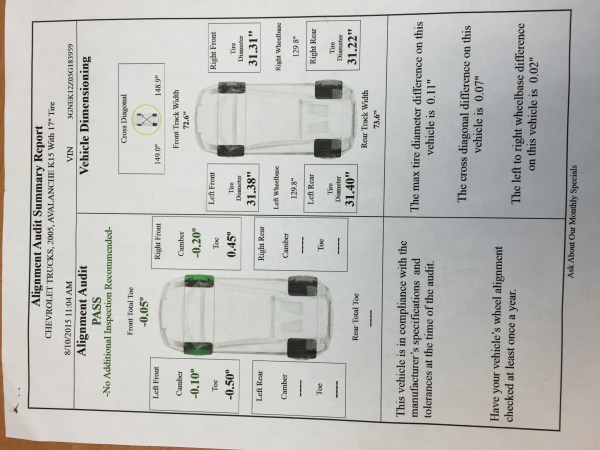 Alignment Audit Summary Report
CHEVROLET TRUCKS, 2005, AVALANCHE K15 With 17" Tire
8/10/2015 11:04 AM
VIN 3GNEK12Z05G183959
Alignment Audit
PASS
-No Additional Inspection Recommended-
Front Total Toe
-0.05°
Left Front
Camber
-0.10°
Toe
-0.50°
Right Front
Camber
-0.20°
Toe
0.45°
Left Rear
Camber
----
Toe
----
Right Rear
Camber
----
Toe
----
Rear Total Toe
----
Vehicle Dimensioning
Cross Diagonal
149.0" 148.9"
Front Track Width
72.6"
Left Front
Tire
Diameter
31.38"
Right Front
Tire
Diameter
31.31"
Left Wheelbase
129.8"
Right Wheelbase
129.8"
Left Rear
Tire
Diameter
31.40"
Right Rear
Tire
Diameter
31.22"
Rear Track Width
73.6"
This vehicle is in compliance with the
manufacturer's specifications and
tolerances at the time of the audit.
Have your vehicle's wheel alignment
checked at least once a year.
The max tire diameter difference on this
vehicle is 0.11"
The cross diagonal difference on this
vehicle is 0.07"
The left to right wheelbase difference
on this vehicle is 0.02"
Ask About Our Monthly Specials